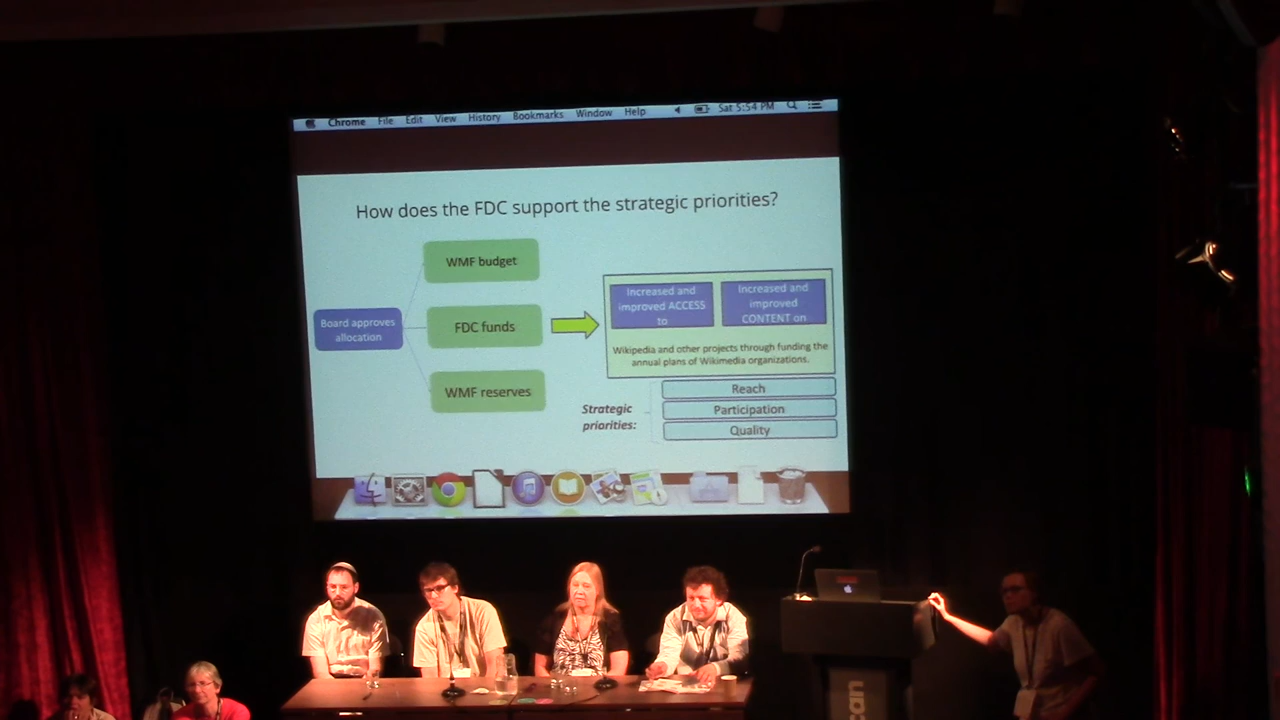 Chrome File Edit View History Bookmarks Window Help Sat 5:54 PM
How does the FDC support the strategic priorities?
WMF budget
Board approves
allocation
FDC funds
WMF reserves
Increased and
improved ACCESS
to
Increased and
improved
CONTENT on
Wikipedia and other projects through funding the
annual plans of Wikimedia organizations.
Strategic
priorities:
Reach
Participation
Quality
can